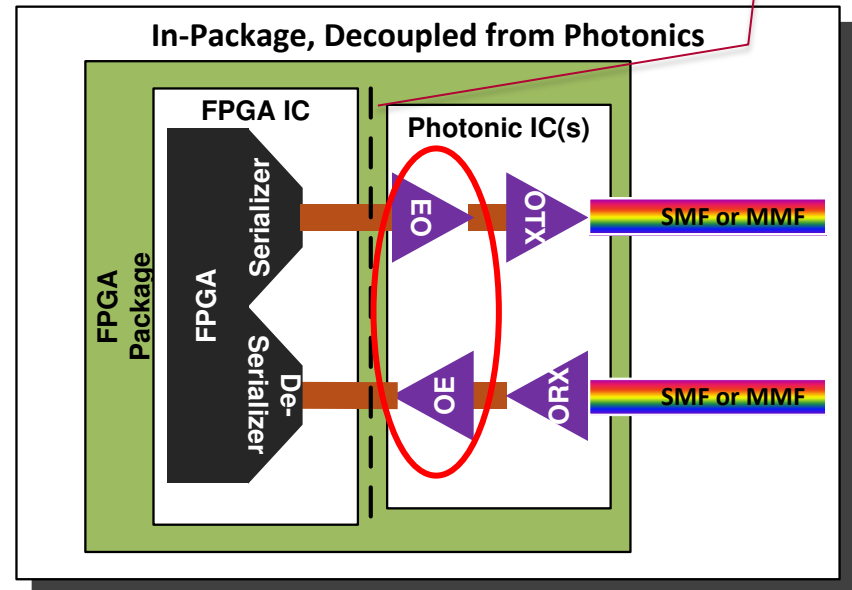 In-Package, Decoupled from Photonics
FPGA IC
Photonic IC(s)
FPGA
Package
FPGA
Serializer
De-
Serializer
EO
OTX
SMF or MMF
OE
ORX
SMF or MMF